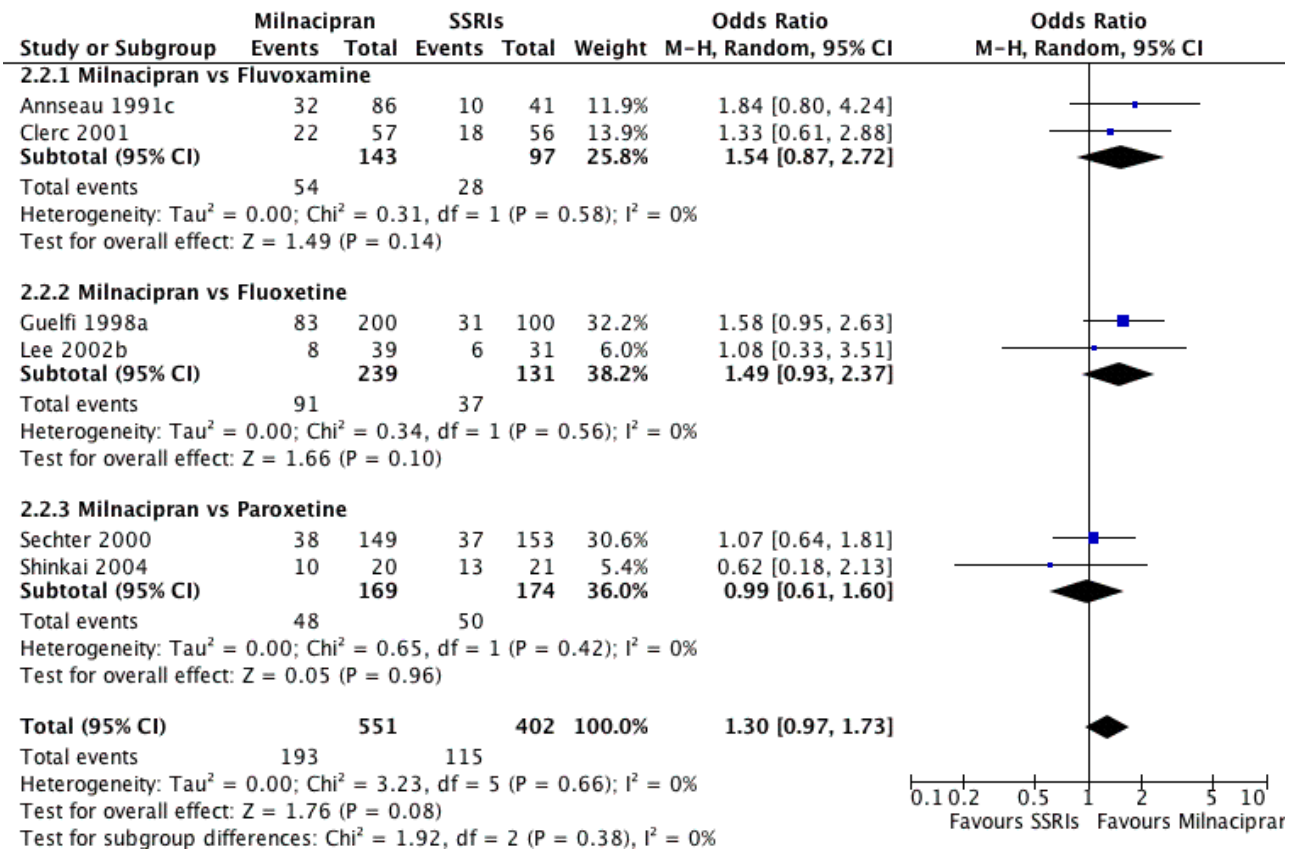 Milnacipran SSRIs Odds Ratio Odds Ratio
Study or Subgroup Events Total Events Total Weight M-H, Random, 95% CI M-H, Random, 95% CI
2.2.1 Milnacipran vs Fluvoxamine
Annseau 1991c 32 86 10 41 11.9% 1.84 [0.80, 4.24]
Clerc 2001 22 57 18 56 13.9% 1.33 [0.61, 2.88]
Subtotal (95% CI) 143 97 25.8% 1.54 [0.87, 2.72]
Total events 54 28
Heterogeneity: Tau² = 0.00; Chi² = 0.31, df = 1 (P = 0.58); I² = 0%
Test for overall effect: Z = 1.49 (P = 0.14)
2.2.2 Milnacipran vs Fluoxetine
Guelfi 1998a 83 200 31 100 32.2% 1.58 [0.95, 2.63]
Lee 2002b 8 39 6 31 6.0% 1.08 [0.33, 3.51]
Subtotal (95% CI) 239 131 38.2% 1.49 [0.93, 2.37]
Total events 91 37
Heterogeneity: Tau² = 0.00; Chi² = 0.34, df = 1 (P = 0.56); I² = 0%
Test for overall effect: Z = 1.66 (P = 0.10)
2.2.3 Milnacipran vs Paroxetine
Sechter 2000 38 149 37 153 30.6% 1.07 [0.64, 1.81]
Shinkai 2004 10 20 13 21 5.4% 0.62 [0.18, 2.13]
Subtotal (95% CI) 169 174 36.0% 0.99 [0.61, 1.60]
Total events 48 50
Heterogeneity: Tau² = 0.00; Chi² = 0.65, df = 1 (P = 0.42); I² = 0%
Test for overall effect: Z = 0.05 (P = 0.96)
Total (95% CI) 551 402 100.0% 1.30 [0.97, 1.73]
Total events 193 115
Heterogeneity: Tau² = 0.00; Chi² = 3.23, df = 5 (P = 0.66); I² = 0%
Test for overall effect: Z = 1.76 (P = 0.08)
Test for subgroup differences: Chi² = 1.92, df = 2 (P = 0.38), I² = 0%
0.1 0.2 0.5 1 2 5 10
Favours SSRIs Favours Milnacipran